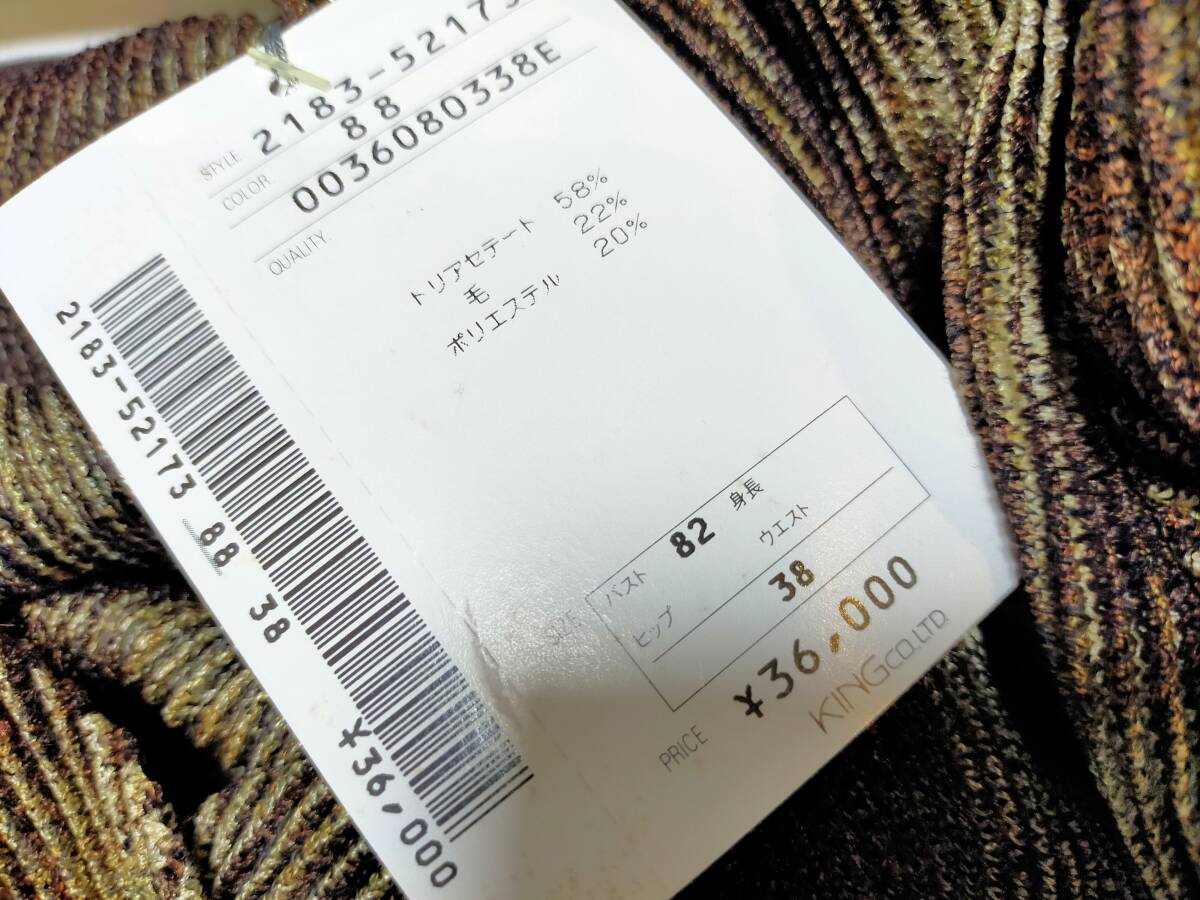 STYLE 2183-52173
COLOR 88
0036080338E
QUALITY
トリアセテート 58%
毛 22%
ポリエステル 20%
2183-52173 88 38
¥36,000
SIZE
バスト 82 身長
ヒップ ウエスト
38
PRICE ¥36,000
KING CO.,LTD.